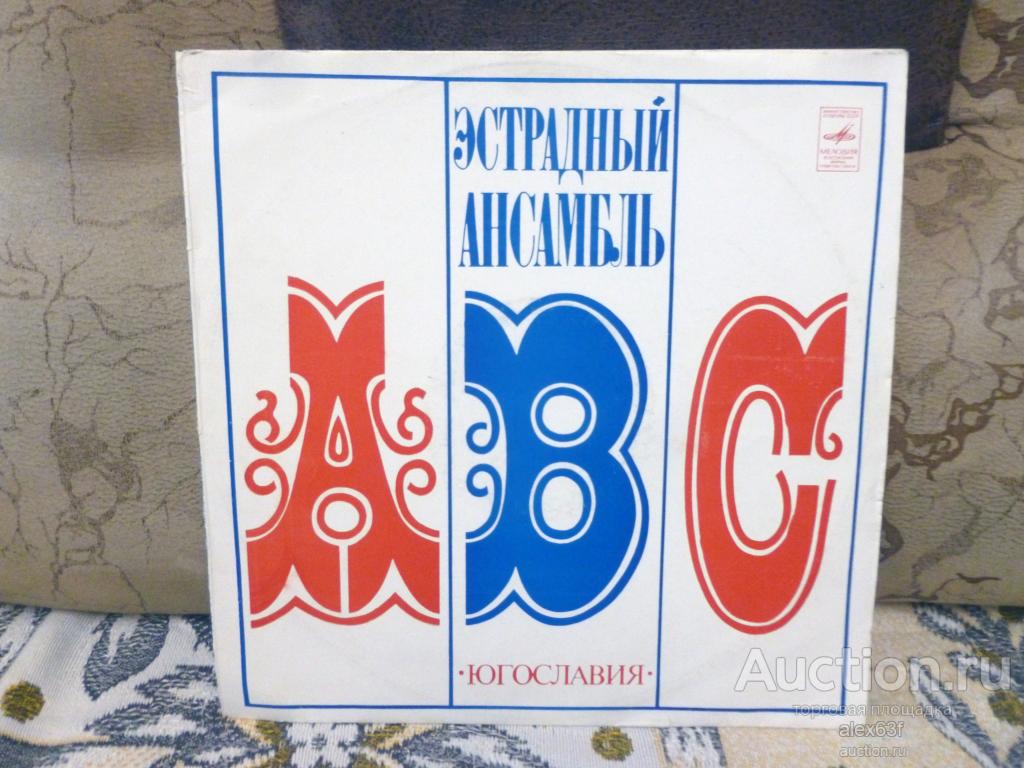 ЭСТРАДНЫЙ
АНСАМБЛЬ
МЕЛОДИЯ
ABC
·ЮГОСЛАВИЯ·
Auction.ru
торговая площадка
alex63f
auction.ru